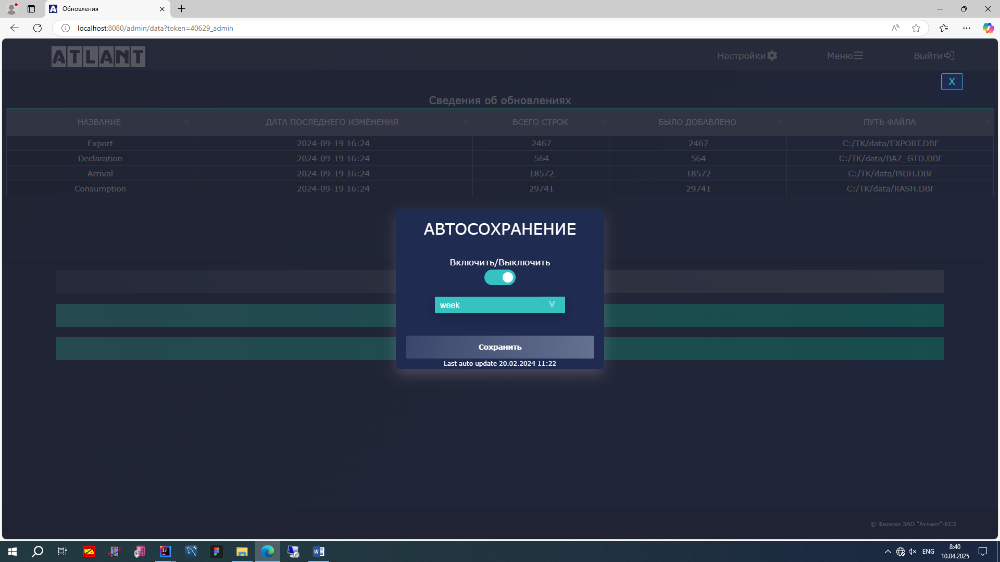 Обновления
localhost:8080/admin/data?token=40629_admin
ATLANT
Настройки
Меню
Выйти
X
Сведения об обновлениях
НАЗВАНИЕ ДАТА ПОСЛЕДНЕГО ИЗМЕНЕНИЯ ВСЕГО СТРОК БЫЛО ДОБАВЛЕНО ПУТЬ ФАЙЛА
Export 2024-09-19 16:24 2467 2467 C:/TK/data/EXPORT.DBF
Declaration 2024-09-19 16:24 564 564 C:/TK/data/BAZ_GTD.DBF
Arrival 2024-09-19 16:24 18572 18572 C:/TK/data/PRIH.DBF
Consumption 2024-09-19 16:24 29741 29741 C:/TK/data/RASH.DBF
АВТОСОХРАНЕНИЕ
Включить/Выключить
week
Сохранить
Last auto update 20.02.2024 11:22
© Филиал ЗАО "Атлант"-БСЗ
ENG
8:40
10.04.2025